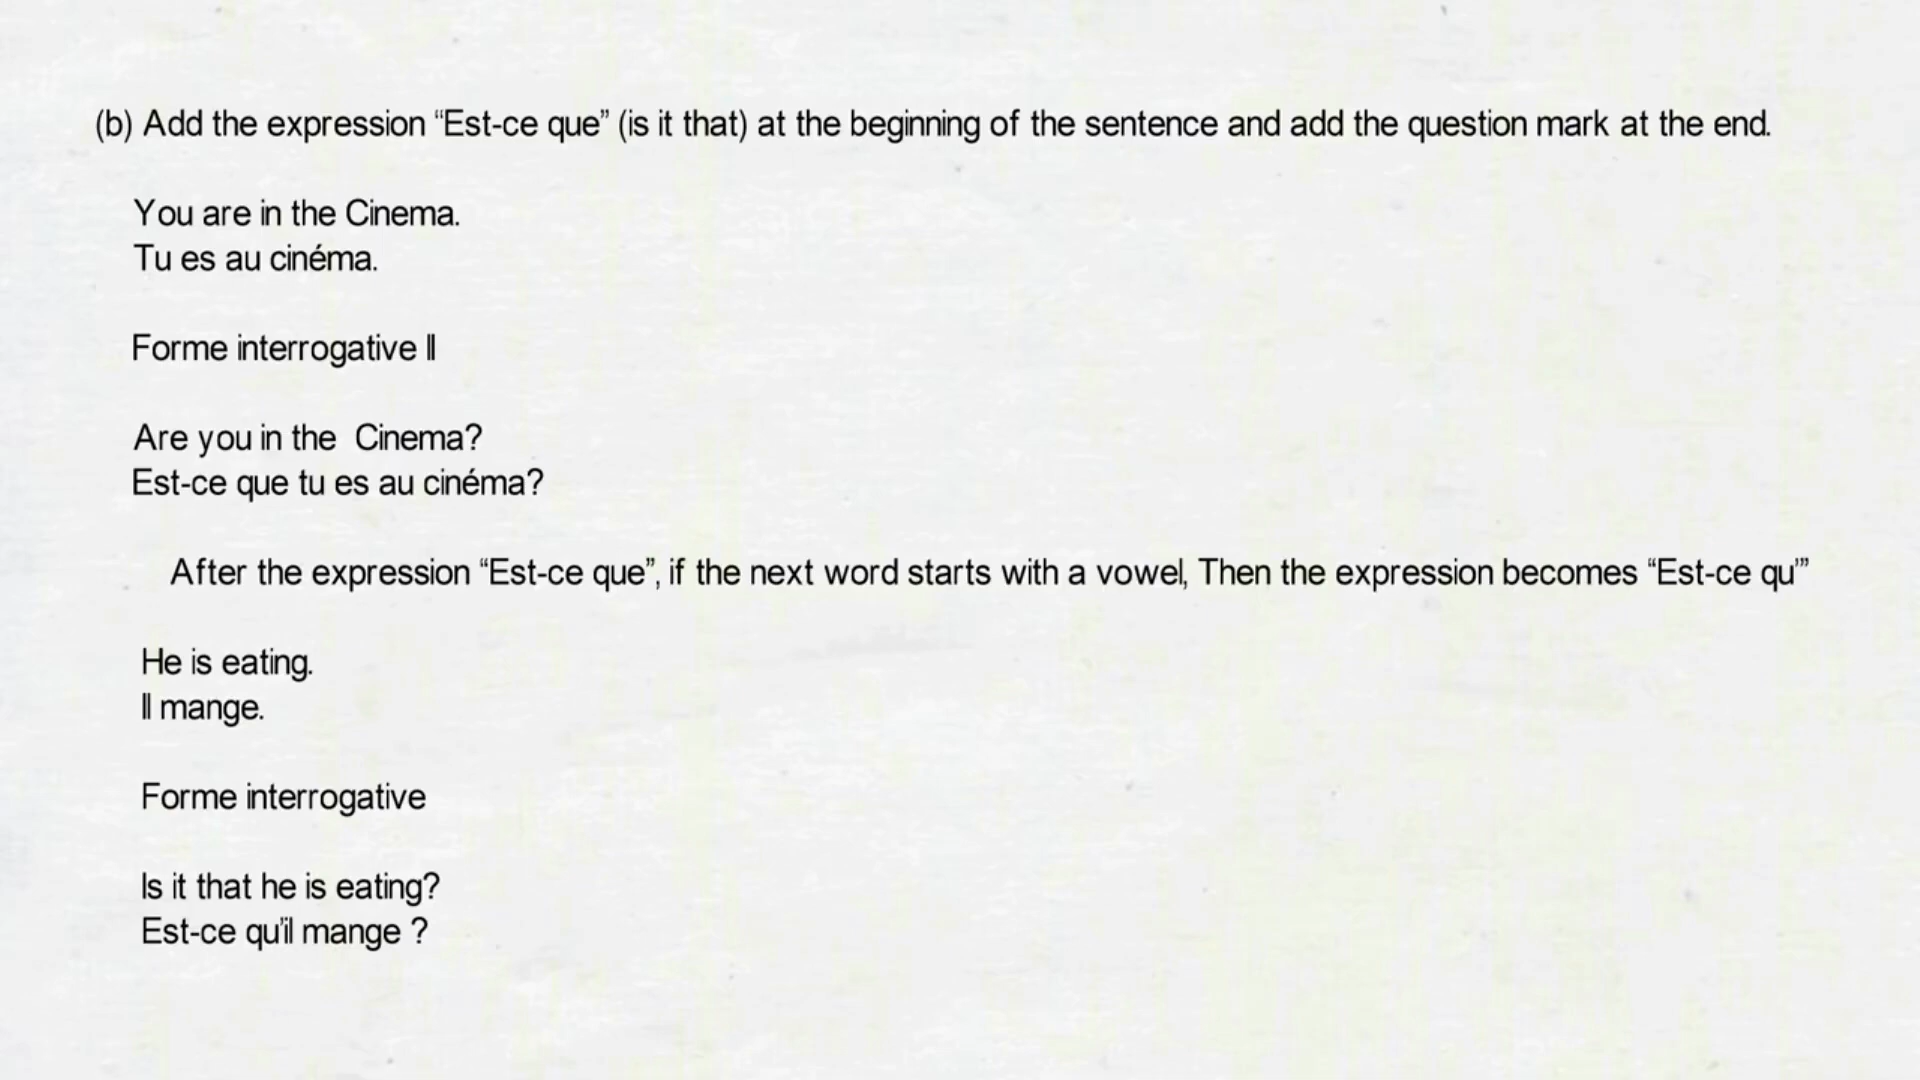 (b) Add the expression “Est-ce que” (is it that) at the beginning of the sentence and add the question mark at the end.
You are in the Cinema.
Tu es au cinéma.
Forme interrogative II
Are you in the Cinema?
Est-ce que tu es au cinéma?
After the expression “Est-ce que”, if the next word starts with a vowel, Then the expression becomes “Est-ce qu’”
He is eating.
Il mange.
Forme interrogative
Is it that he is eating?
Est-ce qu’il mange ?